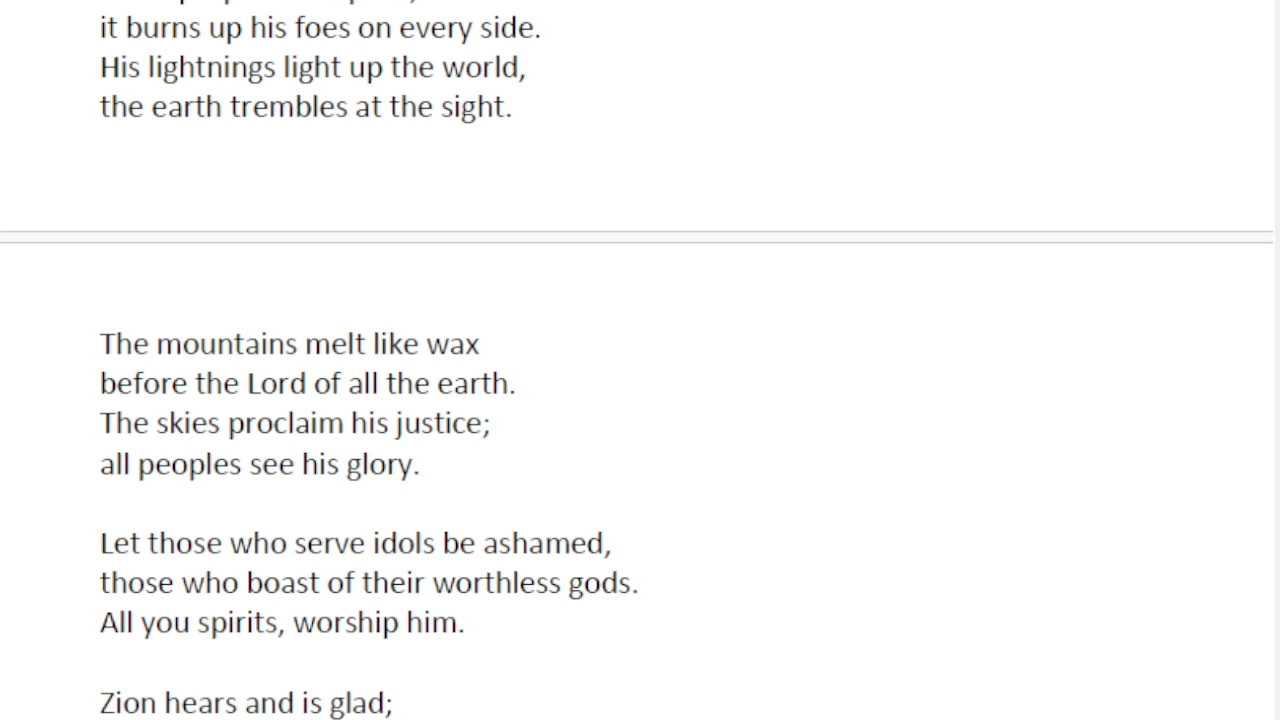 it burns up his foes on every side.
His lightnings light up the world,
the earth trembles at the sight.
The mountains melt like wax
before the Lord of all the earth.
The skies proclaim his justice;
all peoples see his glory.
Let those who serve idols be ashamed,
those who boast of their worthless gods.
All you spirits, worship him.
Zion hears and is glad;